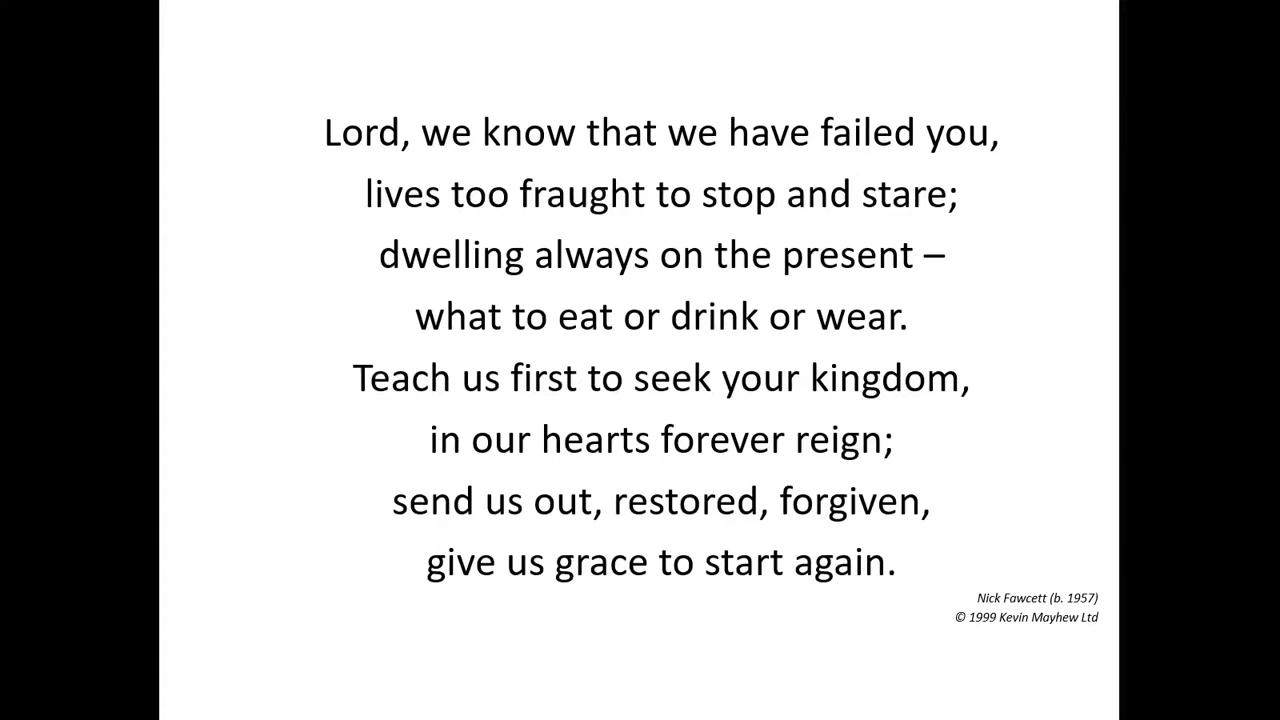 Lord, we know that we have failed you,
lives too fraught to stop and stare;
dwelling always on the present –
what to eat or drink or wear.
Teach us first to seek your kingdom,
in our hearts forever reign;
send us out, restored, forgiven,
give us grace to start again.
Nick Fawcett (b. 1957)
© 1999 Kevin Mayhew Ltd